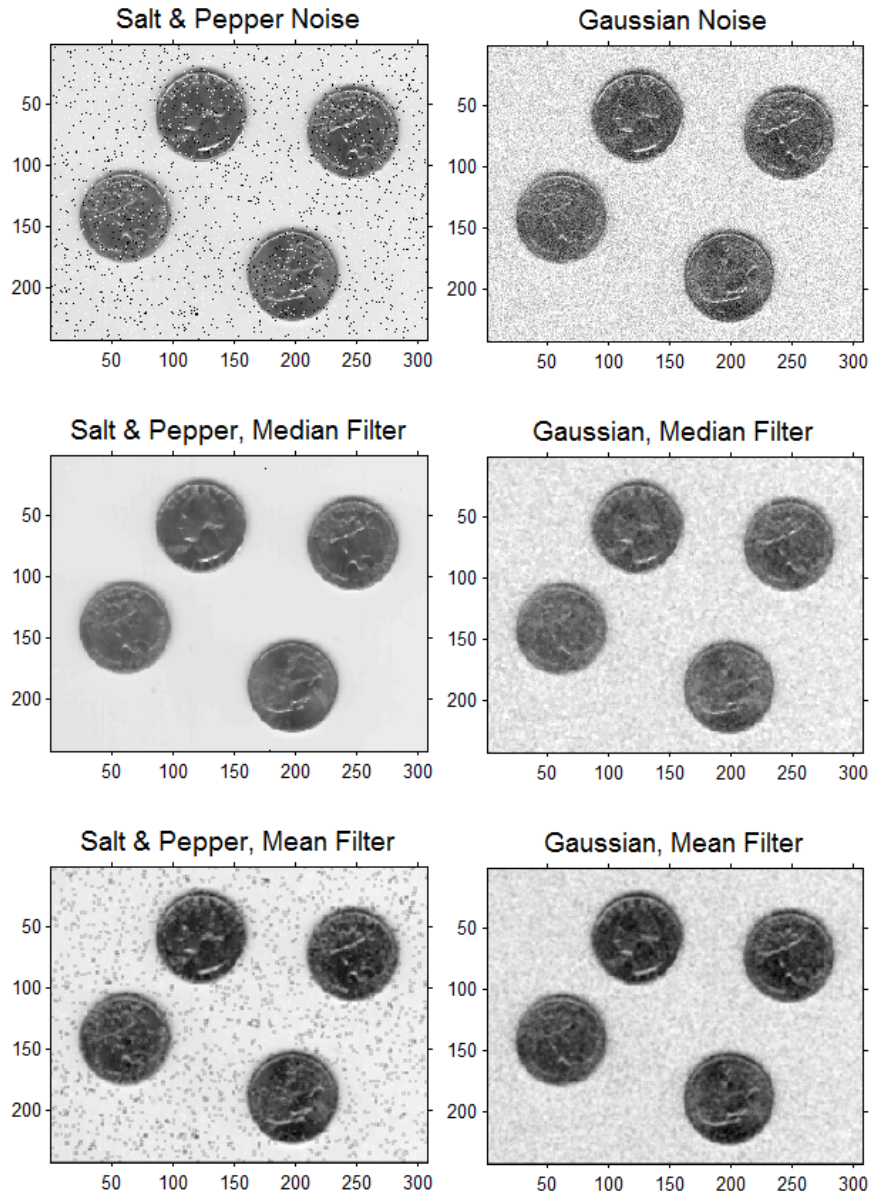 Salt & Pepper Noise
50
100
150
200
50 100 150 200 250 300
Gaussian Noise
50
100
150
200
50 100 150 200 250 300
Salt & Pepper, Median Filter
50
100
150
200
50 100 150 200 250 300
Gaussian, Median Filter
50
100
150
200
50 100 150 200 250 300
Salt & Pepper, Mean Filter
50
100
150
200
50 100 150 200 250 300
Gaussian, Mean Filter
50
100
150
200
50 100 150 200 250 300